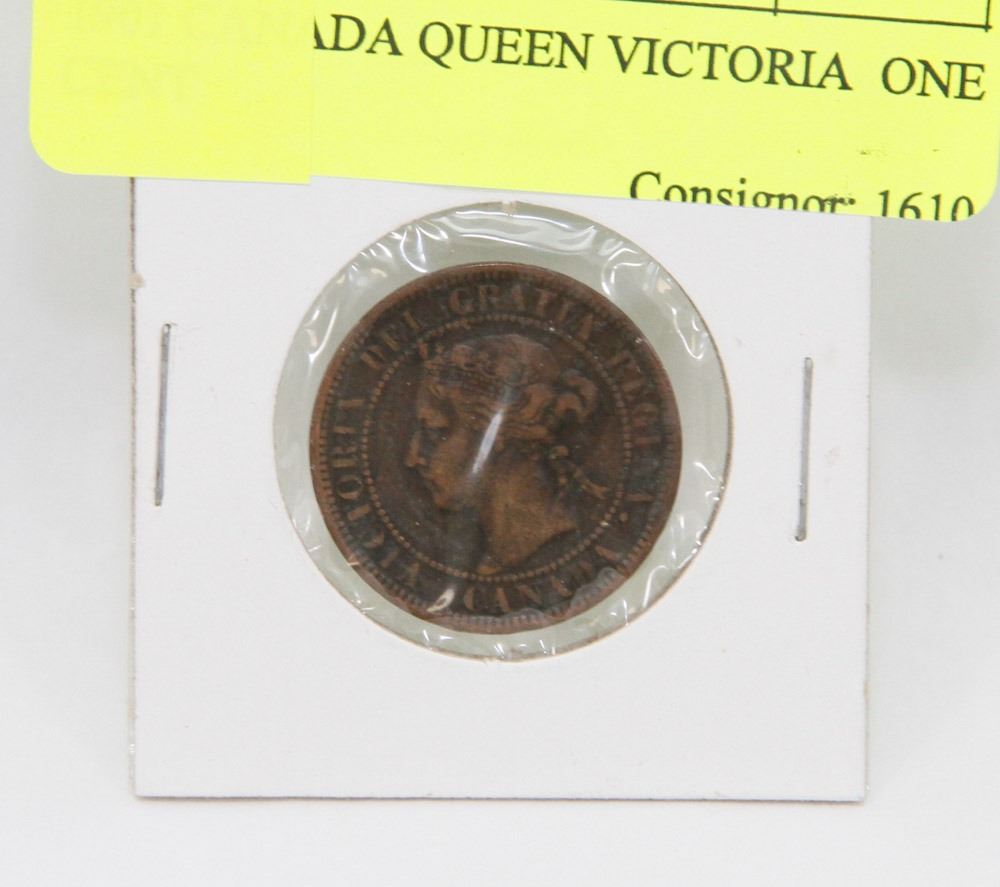 ADA QUEEN VICTORIA ONE
Consignor: 1610
VICTORIA DEI GRATIA REGINA.
CANADA